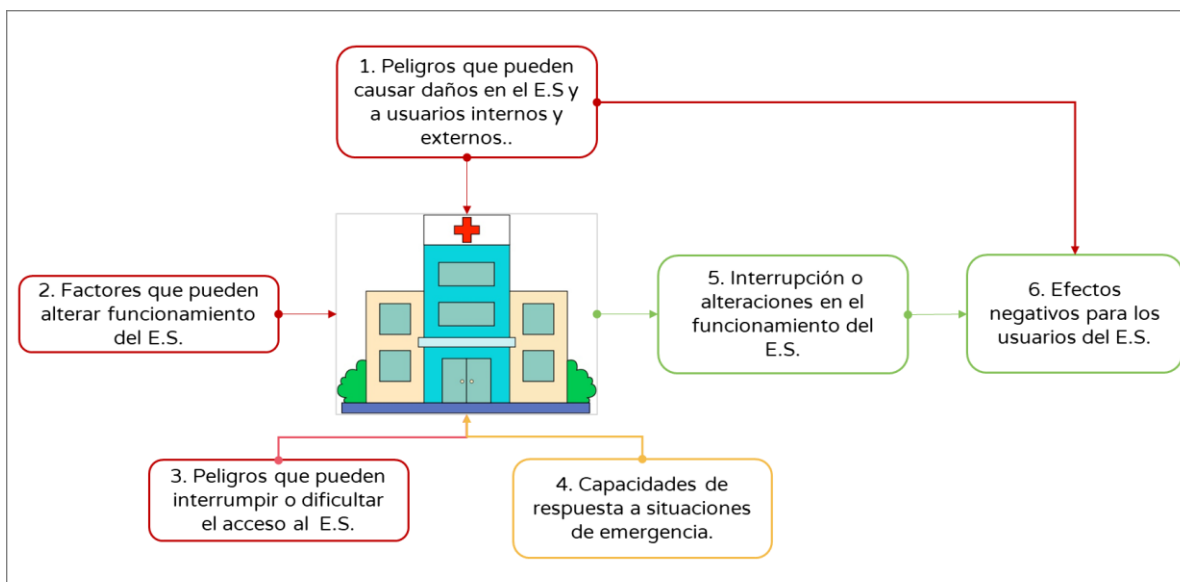 1. Peligros que pueden
causar daños en el E.S y
a usuarios internos y
externos..
2. Factores que pueden
alterar funcionamiento
del E.S.
5. Interrupción o
alteraciones en el
funcionamiento del
E.S.
6. Efectos
negativos para los
usuarios del E.S.
3. Peligros que pueden
interrumpir o dificultar
el acceso al E.S.
4. Capacidades de
respuesta a situaciones
de emergencia.